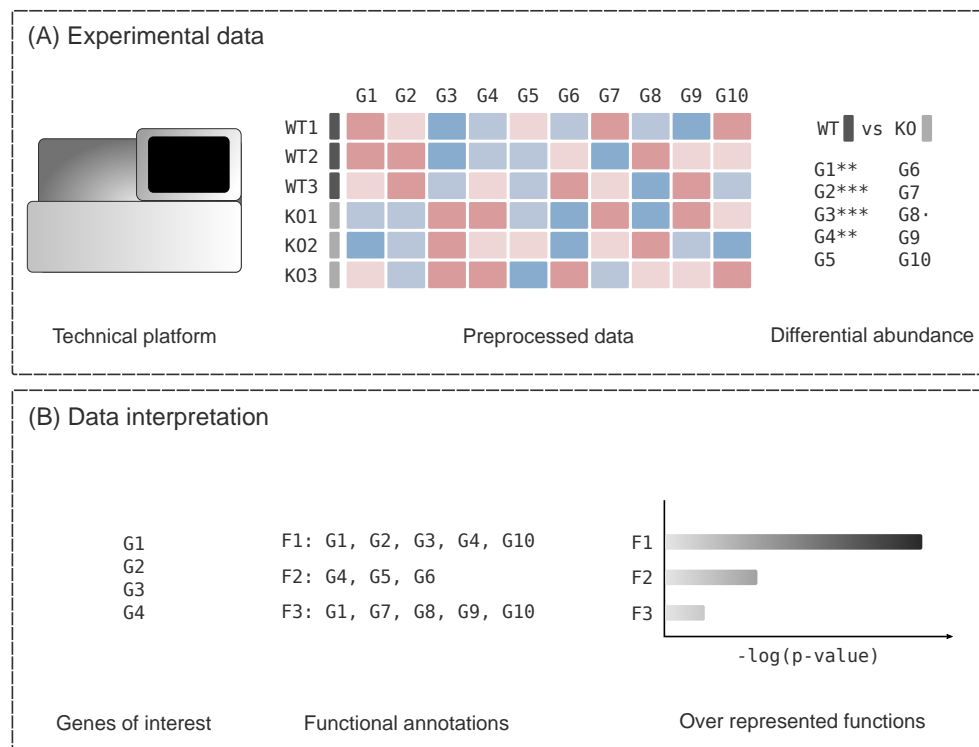 (A) Experimental data
G1 G2 G3 G4 G5 G6 G7 G8 G9 G10
WT1
WT2
WT3
KO1
KO2
KO3
WT vs KO
G1** G6
G2*** G7
G3*** G8·
G4** G9
G5 G10
Technical platform
Preprocessed data
Differential abundance
(B) Data interpretation
G1
G2
G3
G4
F1: G1, G2, G3, G4, G10
F2: G4, G5, G6
F3: G1, G7, G8, G9, G10
F1
F2
F3
-log(p-value)
Genes of interest
Functional annotations
Over represented functions